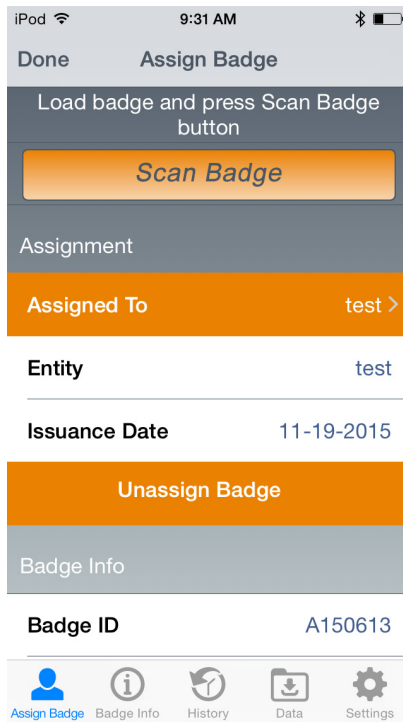 iPod 9:31 AM
Done Assign Badge
Load badge and press Scan Badge
button
Scan Badge
Assignment
Assigned To test
Entity test
Issuance Date 11-19-2015
Unassign Badge
Badge Info
Badge ID A150613
Assign Badge Badge Info History Data Settings